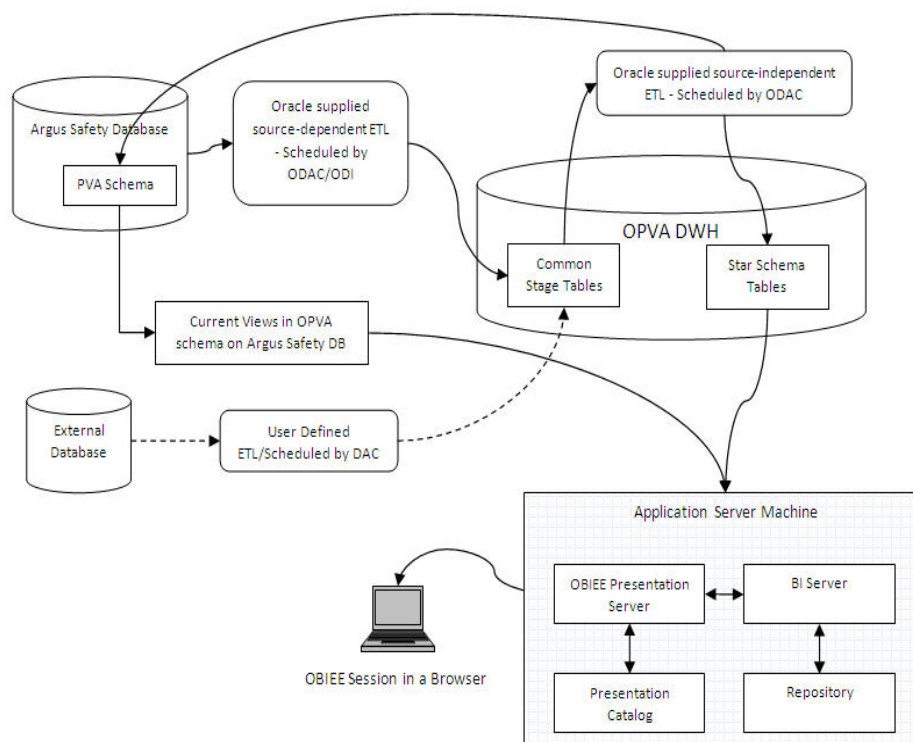 Oracle supplied source-independent
ETL - Scheduled by ODAC
Argus Safety Database
PVA Schema
Oracle supplied
source-dependent ETL
- Scheduled by
ODAC/ODI
OPVA DWH
Common
Stage Tables
Star Schema
Tables
Current Views in OPVA
schema on Argus Safety DB
External
Database
User Defined
ETL/Scheduled by DAC
Application Server Machine
OBIEE Presentation
Server
BI Server
Presentation
Catalog
Repository
OBIEE Session in a Browser